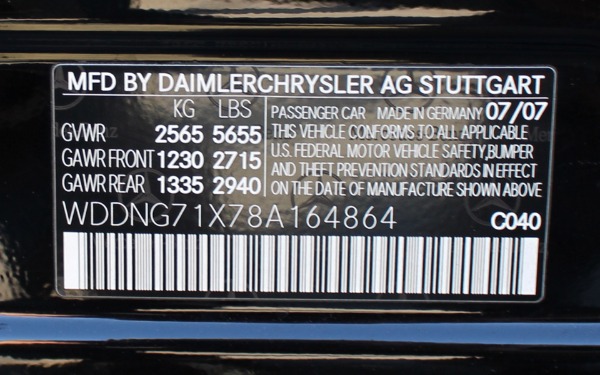 MFD BY DAIMLERCHRYSLER AG STUTTGART
KG LBS
GVWR 2565 5655
GAWR FRONT 1230 2715
GAWR REAR 1335 2940
PASSENGER CAR MADE IN GERMANY 07/07
THIS VEHICLE CONFORMS TO ALL APPLICABLE
U.S. FEDERAL MOTOR VEHICLE SAFETY,BUMPER
AND THEFT PREVENTION STANDARDS IN EFFECT
ON THE DATE OF MANUFACTURE SHOWN ABOVE
WDDNG71X78A164864 C040